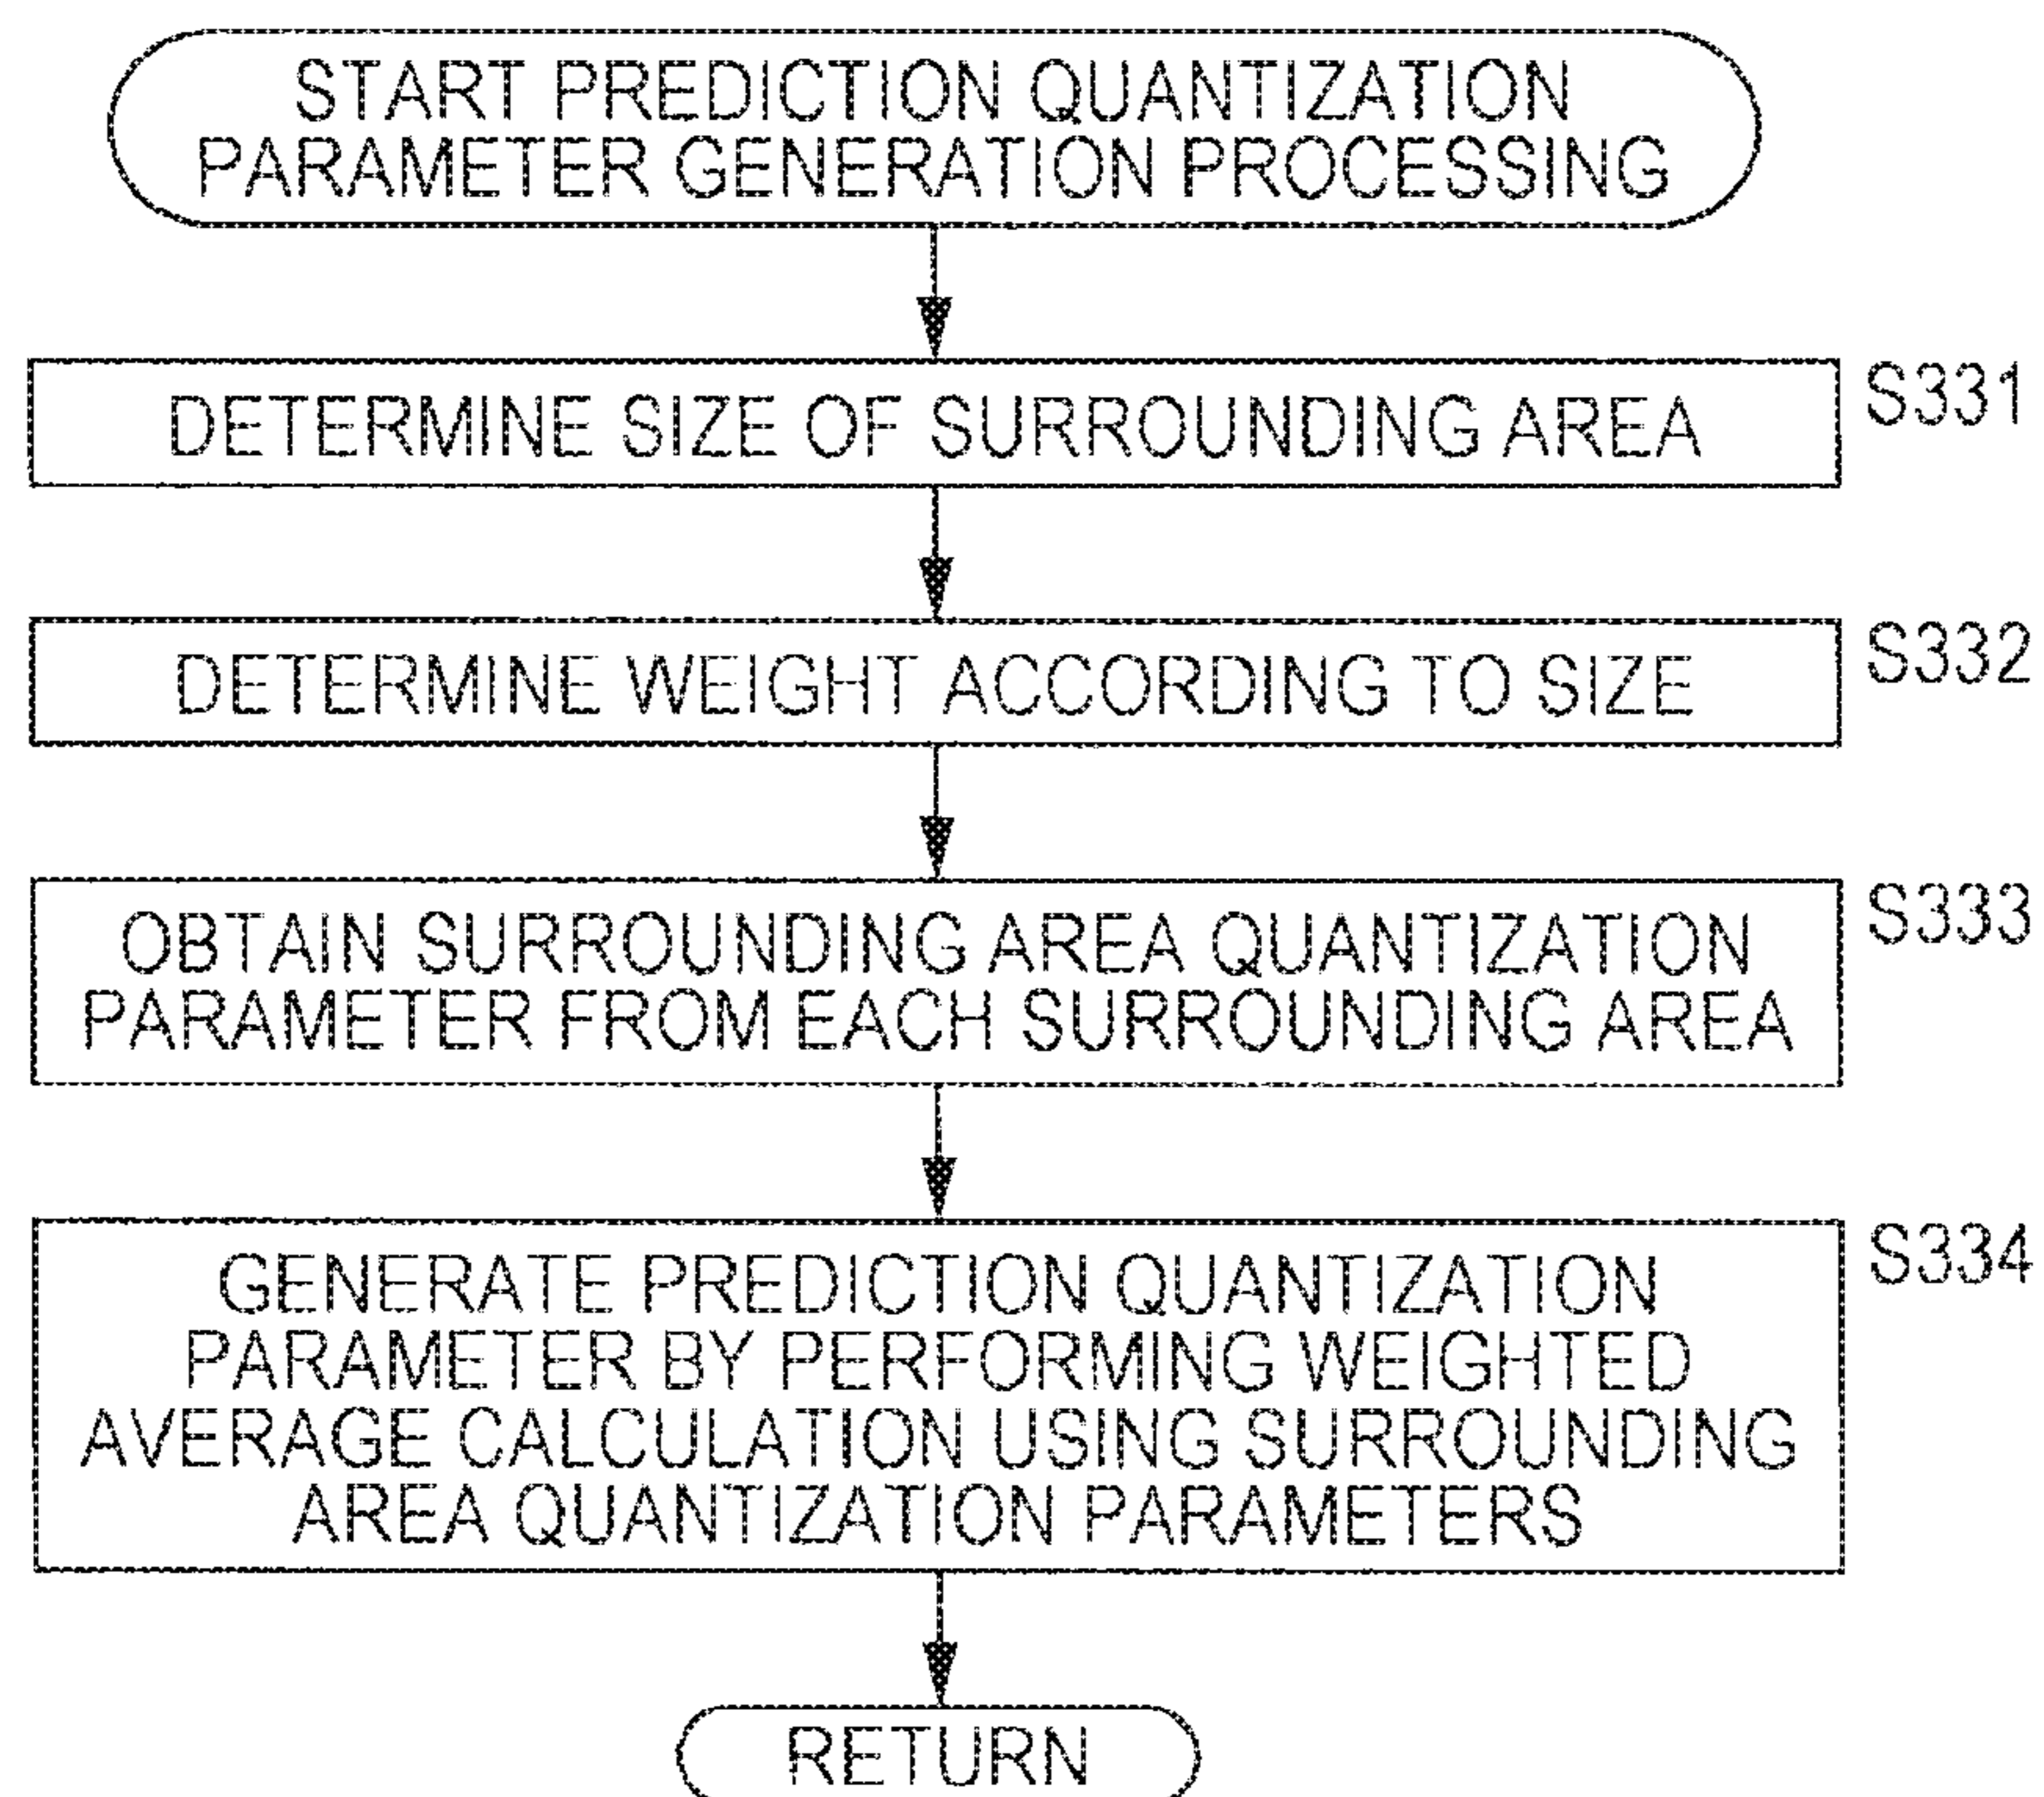 START PREDICTION QUANTIZATION
PARAMETER GENERATION PROCESSING
DETERMINE SIZE OF SURROUNDING AREA
S331
DETERMINE WEIGHT ACCORDING TO SIZE
S332
OBTAIN SURROUNDING AREA QUANTIZATION
PARAMETER FROM EACH SURROUNDING AREA
S333
GENERATE PREDICTION QUANTIZATION
PARAMETER BY PERFORMING WEIGHTED
AVERAGE CALCULATION USING SURROUNDING
AREA QUANTIZATION PARAMETERS
S334
RETURN